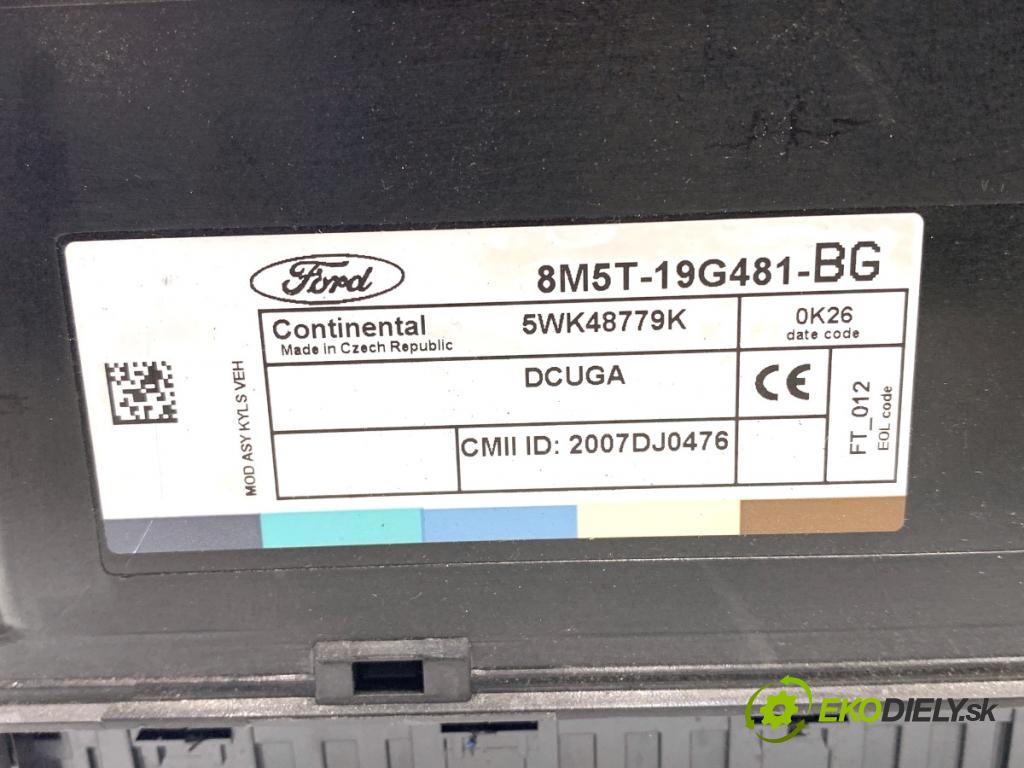 Ford
8M5T-19G481-BG
Continental 5WK48779K 0K26
Made in Czech Republic date code
DCUGA CE
CMII ID: 2007DJ0476
MOD ASY KYLS VEH
FT_012
EOL code
EKODIELY.sk